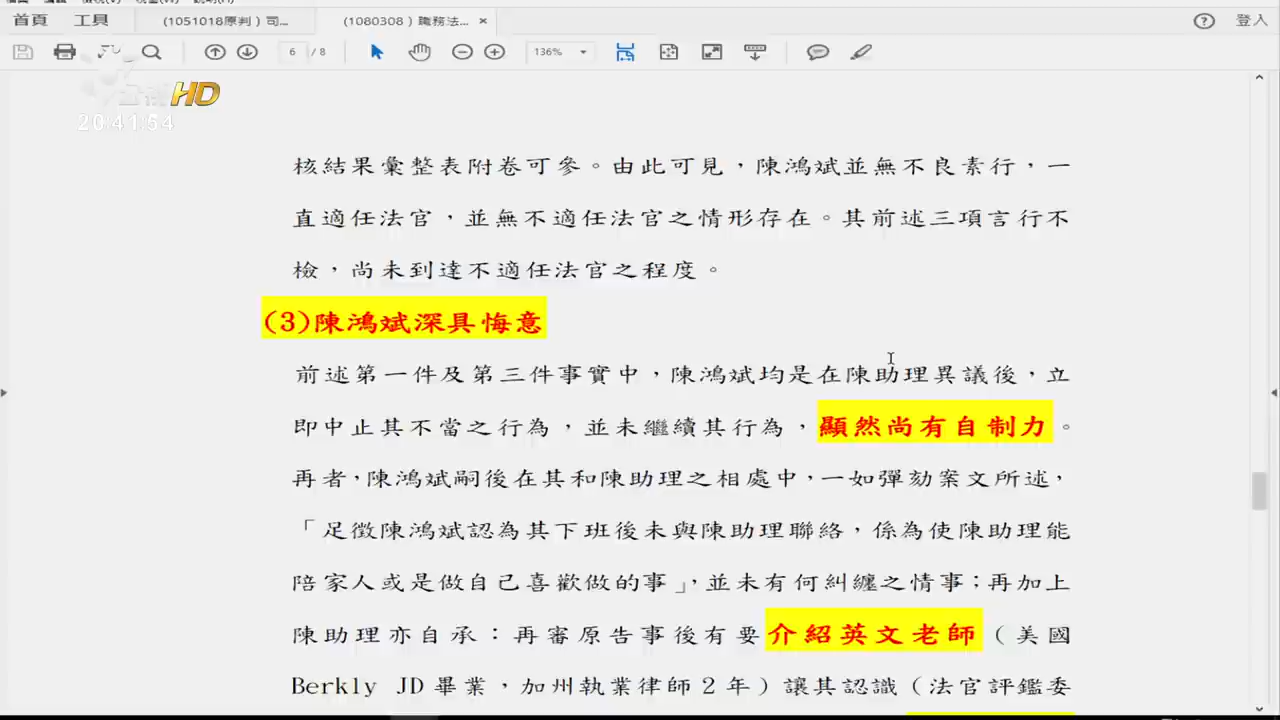 首頁 工具 (1051018原判）司... (1080308）職務法... × 登入
6 / 8 136%
HD
20:41:54
核結果彙整表附卷可參。由此可見，陳鴻斌並無不良素行，一
直適任法官，並無不適任法官之情形存在。其前述三項言行不
檢，尚未到達不適任法官之程度。
(3)陳鴻斌深具悔意
前述第一件及第三件事實中，陳鴻斌均是在陳助理異議後，立
即中止其不當之行為，並未繼續其行為，顯然尚有自制力。
再者，陳鴻斌嗣後在其和陳助理之相處中，一如彈劾案文所述，
「足徵陳鴻斌認為其下班後未與陳助理聯絡，係為使陳助理能
陪家人或是做自己喜歡做的事」，並未有何糾纏之情事；再加上
陳助理亦自承：再審原告事後有要介紹英文老師（美國
Berkly JD畢業，加州執業律師2年）讓其認識（法官評鑑委